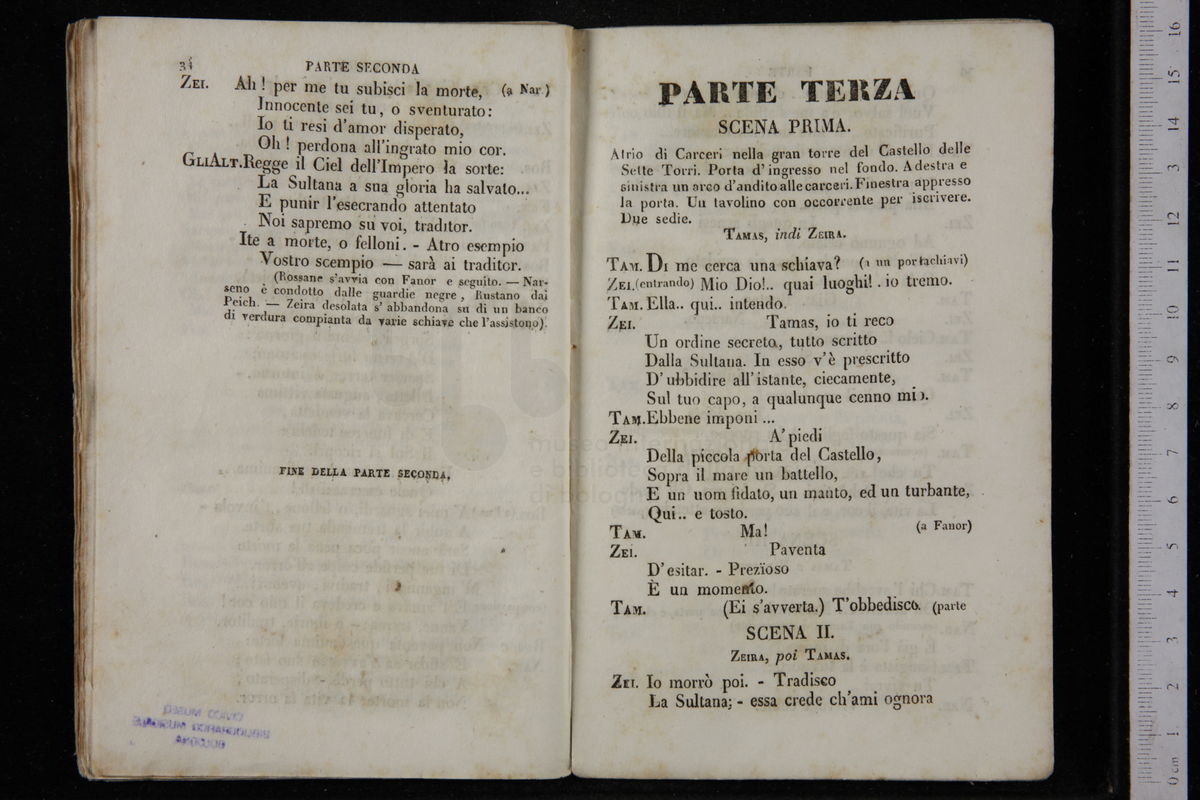 34 PARTE SECONDA
ZEI. Ah! per me tu subisci la morte, (a Nar.)
Innocente sei tu, o sventurato:
Io ti resi d'amor disperato,
Oh! perdona all'ingrato mio cor.
GLI ALT. Regge il Ciel dell'Impero la sorte:
La Sultana a sua gloria ha salvato...
E punir l'esecrando attentato
Noi sapremo su voi, traditor.
Ite a morte, o felloni. - Atro esempio
Vostro scempio — sarà ai traditor.
(Rossane s'avvia con Fanor e seguito. — Nar-
seno è condotto dalle guardie negre, Rustano dai
Peich. — Zeira desolata s'abbandona su di un banco
di verdura compianta da varie schiave che l'assistono).
FINE DELLA PARTE SECONDA.
PARTE TERZA
SCENA PRIMA.
Atrio di Carceri nella gran torre del Castello delle
Sette Torri. Porta d'ingresso nel fondo. A destra e
sinistra un arco d'andito alle carceri. Finestra appresso
la porta. Un tavolino con occorrente per iscrivere.
Due sedie.
TAMAS, indi ZEIRA.
TAM. DI me cerca una schiava? (a un portachiavi)
ZEI. (entrando) Mio Dio!.. quai luoghi!. io tremo.
TAM. Ella.. qui.. intendo.
ZEI. Tamas, io ti reco
Un ordine secreto, tutto scritto
Dalla Sultana. In esso v'è prescritto
D'ubbidire all'istante, ciecamente,
Sul tuo capo, a qualunque cenno mio.
TAM. Ebbene imponi...
ZEI. A' piedi
Della piccola porta del Castello,
Sopra il mare un battello,
E un uom fidato, un manto, ed un turbante,
Qui.. e tosto.
TAM. Ma! (a Fanor)
ZEI. Paventa
D'esitar. - Prezïoso
È un momento.
TAM. (Ei s'avverta.) T'obbedisco. (parte
SCENA II.
ZEIRA, poi TAMAS.
ZEI. Io morrò poi. - Tradisco
La Sultana; - essa crede ch'ami ognora